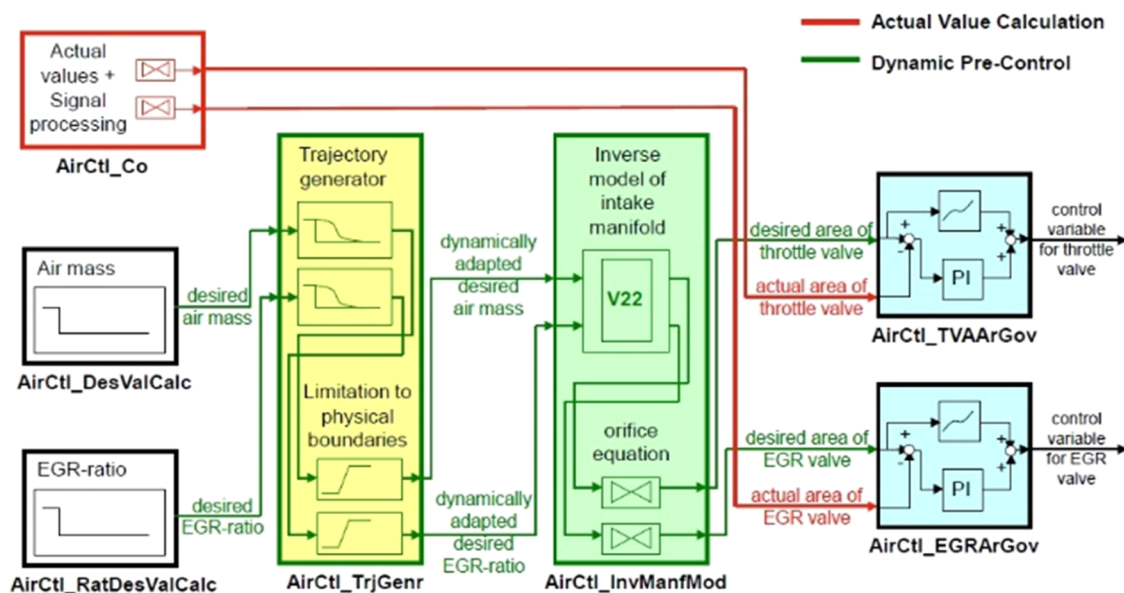 Actual Value Calculation
Dynamic Pre-Control
Actual
values +
Signal
processing
AirCtl_Co
Trajectory
generator
Inverse
model of
intake
manifold
V22
Air mass
desired
air mass
AirCtl_DesValCalc
dynamically
adapted
desired
air mass
desired area of
throttle valve
actual area of
throttle valve
+
-
PI
+
+
AirCtl_TVAArGov
control
variable
for throttle
valve
Limitation to
physical
boundaries
orifice
equation
EGR-ratio
desired
EGR-ratio
AirCtl_RatDesValCalc
dynamically
adapted
desired
EGR-ratio
AirCtl_TrjGenr
AirCtl_InvManfMod
desired area of
EGR valve
actual area of
EGR valve
+
-
PI
+
+
AirCtl_EGRArGov
control
variable
for EGR
valve